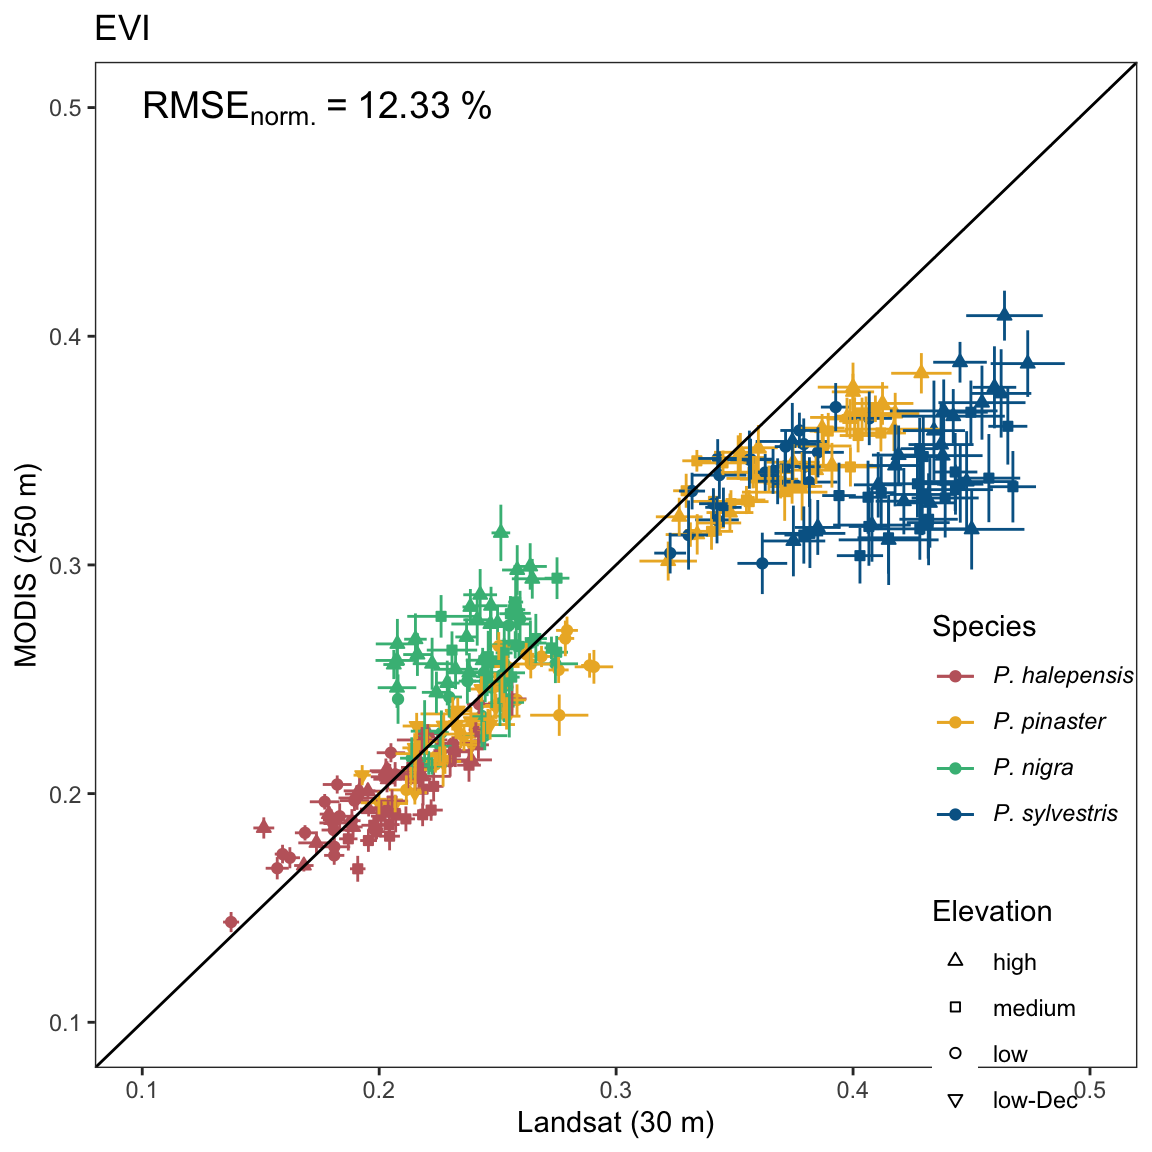 EVI
RMSEnorm. = 12.33 %
0.5
0.4
0.3
0.2
0.1
MODIS (250 m)
Species
P. halepensis
P. pinaster
P. nigra
P. sylvestris
Elevation
high
medium
low
low-Dec
0.1 0.2 0.3 0.4 0.5
Landsat (30 m)